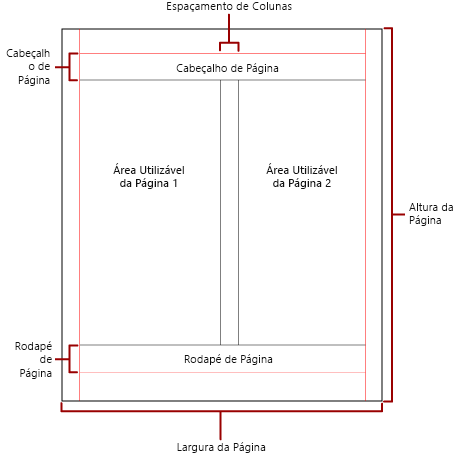 Espaçamento de Colunas
Cabeçalh
o de
Página
Cabeçalho de Página
Área Utilizável
da Página 1
Área Utilizável
da Página 2
Altura da
Página
Rodapé
de
Página
Rodapé de Página
Largura da Página